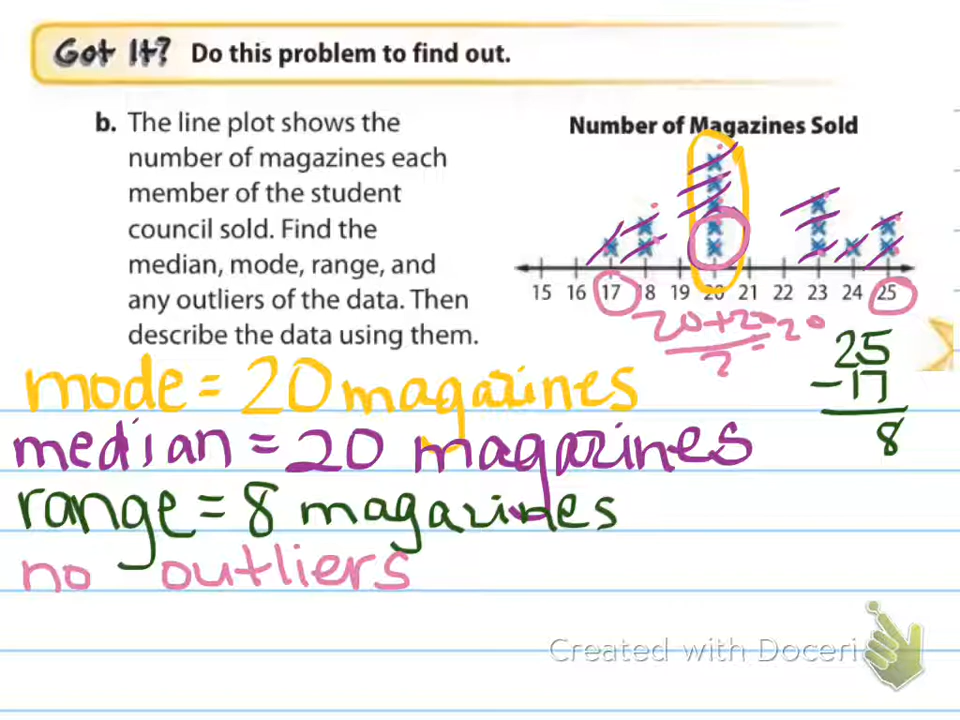 Got It? Do this problem to find out.
b. The line plot shows the
number of magazines each
member of the student
council sold. Find the
median, mode, range, and
any outliers of the data. Then
describe the data using them.
Number of Magazines Sold
15 16 17 18 19 20 21 22 23 24 25
20+20
2
= 20
25
-17
8
mode = 20 magazines
median = 20 magazines
range = 8 magazines
no outliers
Created with Doceri